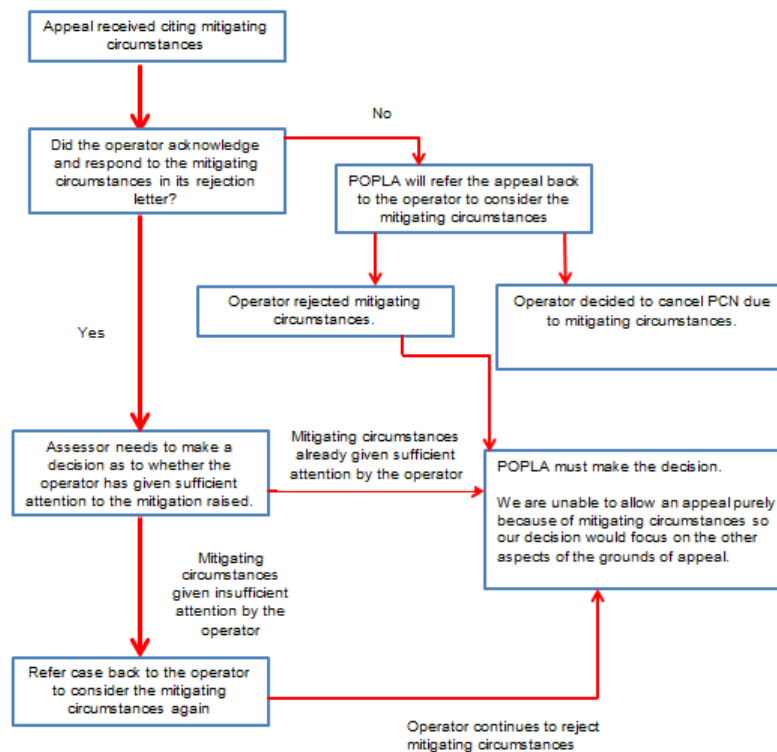 Appeal received citing mitigating
circumstances
No
Did the operator acknowledge
and respond to the mitigating
circumstances in its rejection
letter?
POPLA will refer the appeal back
to the operator to consider the
mitigating circumstances
Operator rejected mitigating
circumstances.
Operator decided to cancel PCN due
to mitigating circumstances.
Yes
Assessor needs to make a
decision as to whether the
operator has given sufficient
attention to the mitigation raised.
Mitigating circumstances
already given sufficient
attention by the operator
POPLA must make the decision.
We are unable to allow an appeal purely
because of mitigating circumstances so
our decision would focus on the other
aspects of the grounds of appeal.
Mitigating
circumstances
given insufficient
attention by the
operator
Refer case back to the operator
to consider the mitigating
circumstances again
Operator continues to reject
mitigating circumstances